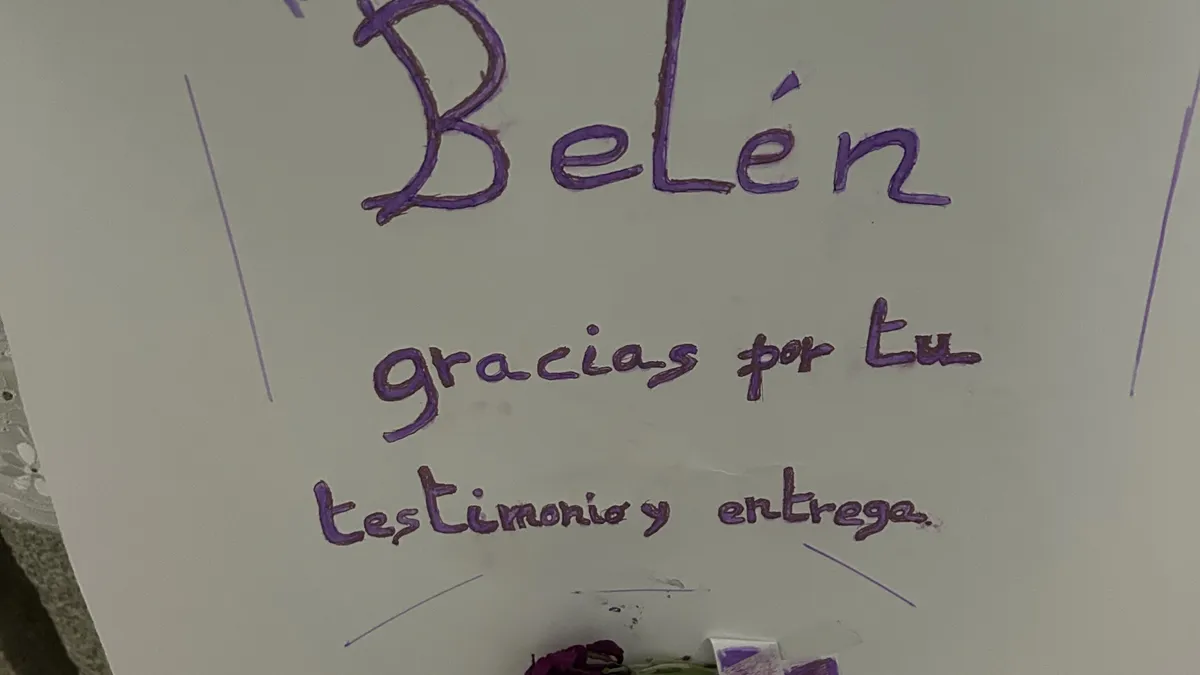 Belén
gracias por tu
testimonio y entrega.